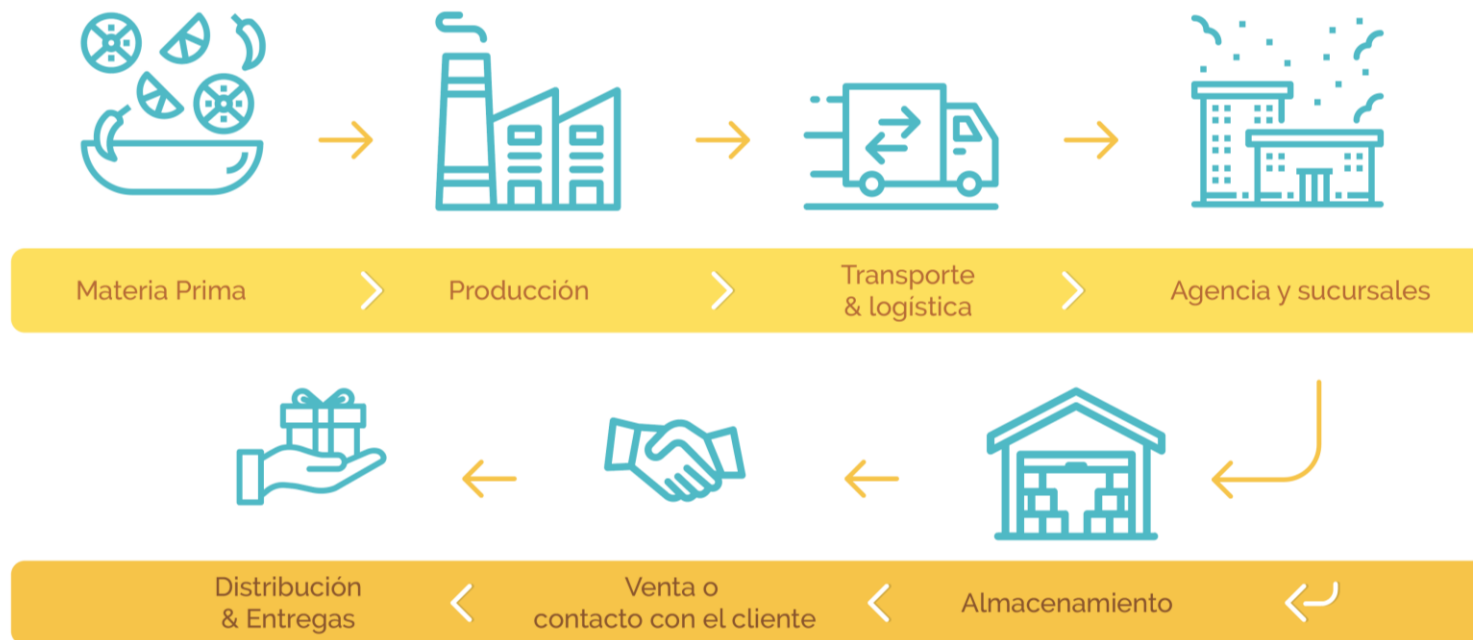 Materia Prima
Producción
Transporte
& logística
Agencia y sucursales
Distribución
& Entregas
Venta o
contacto con el cliente
Almacenamiento